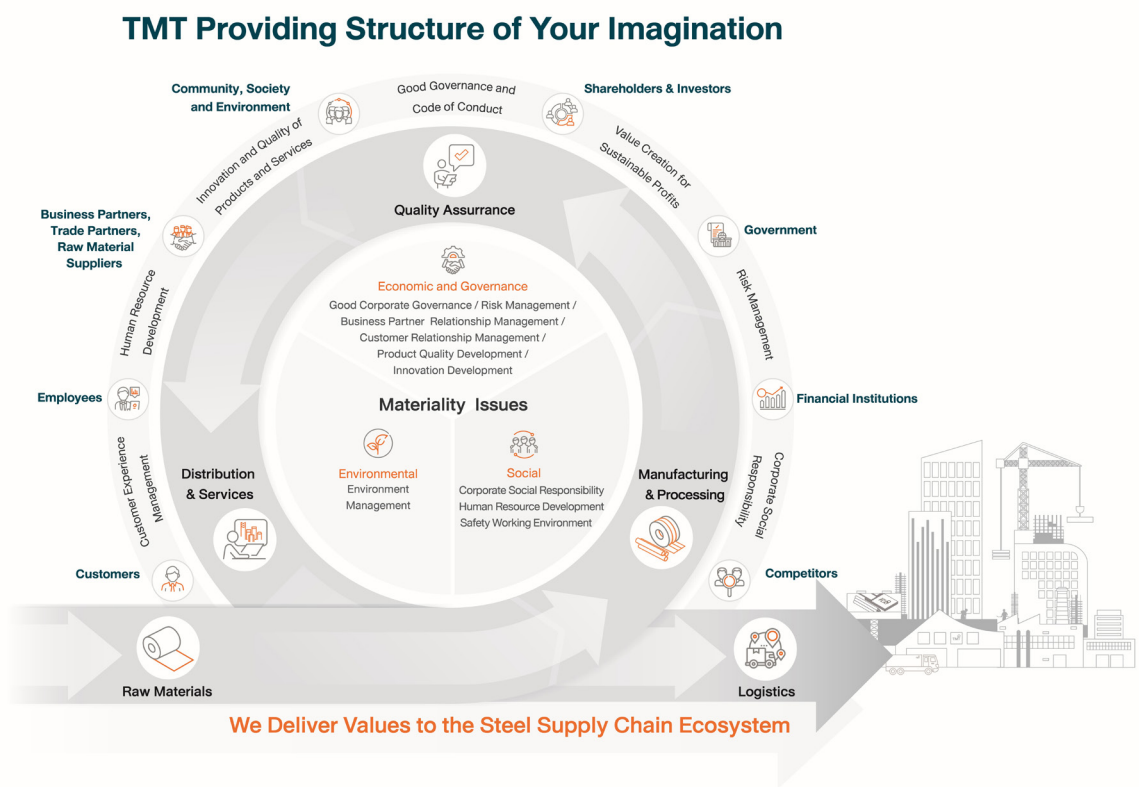 TMT Providing Structure of Your Imagination
Community, Society
and Environment
Good Governance and
Code of Conduct
Shareholders & Investors
Innovation and Quality of
Products and Services
Value Creation for
Sustainable Profits
Quality Assurrance
Business Partners,
Trade Partners,
Raw Material
Suppliers
Government
Economic and Governance
Good Corporate Governance / Risk Management /
Business Partner Relationship Management /
Customer Relationship Management /
Product Quality Development /
Innovation Development
Human Resource
Development
Risk Management
Employees
Materiality Issues
Financial Institutions
Customer Experience
Management
Distribution
& Services
Environmental
Environment
Management
Social
Corporate Social Responsibility
Human Resource Development
Safety Working Environment
Manufacturing
& Processing
Corporate Social
Responsibility
Customers
Competitors
Raw Materials
Logistics
We Deliver Values to the Steel Supply Chain Ecosystem